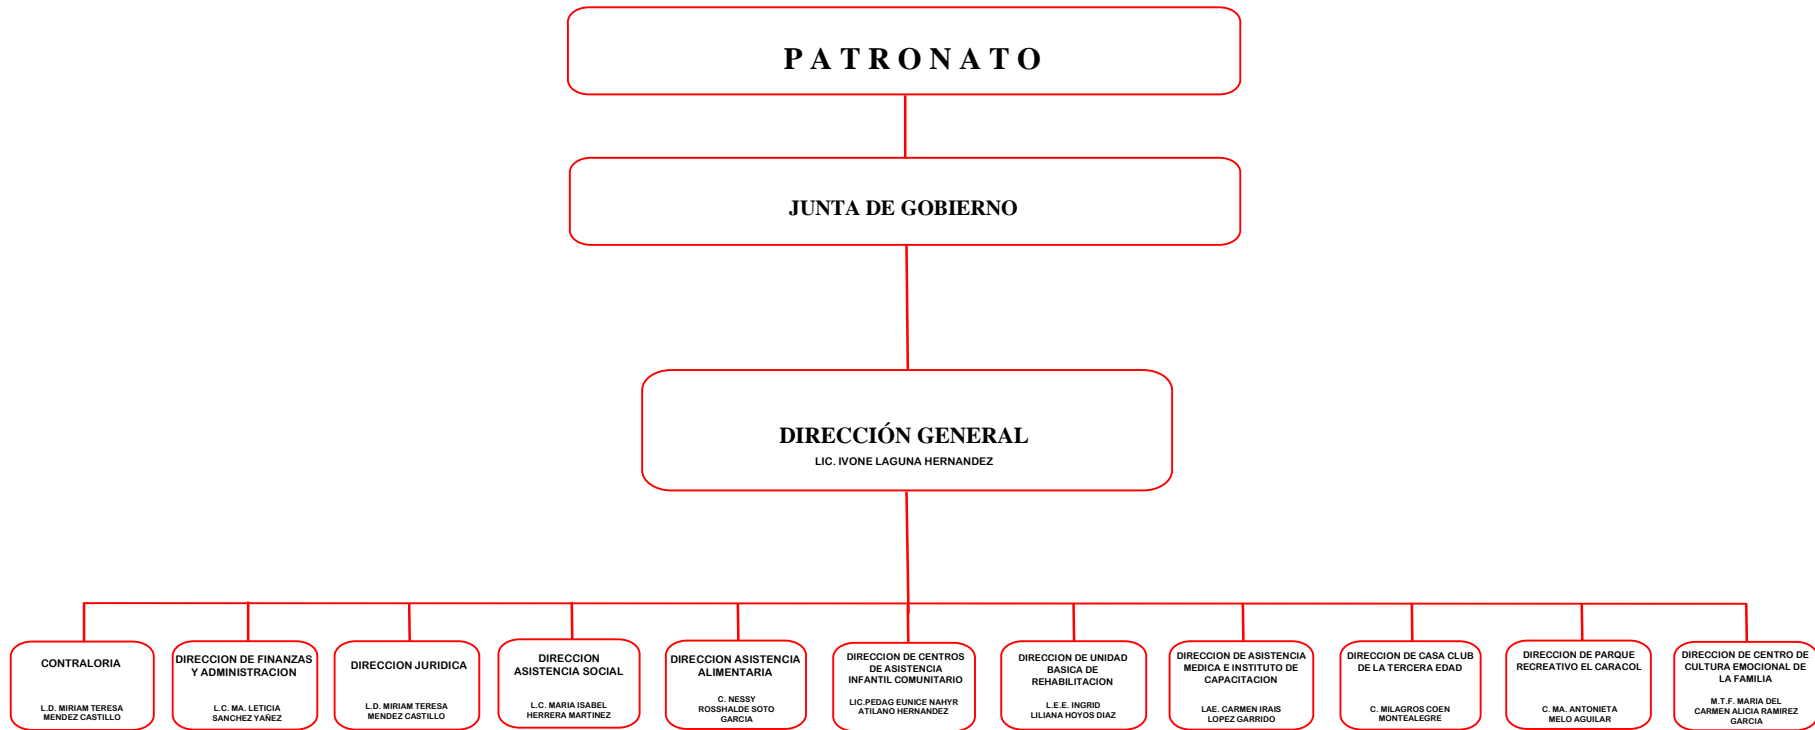 P A T R O N A T O
JUNTA DE GOBIERNO
DIRECCIÓN GENERAL
LIC. IVONE LAGUNA HERNANDEZ
CONTRALORIA
L.D. MIRIAM TERESA
MENDEZ CASTILLO
DIRECCION DE FINANZAS
Y ADMINISTRACION
L.C. MA. LETICIA
SANCHEZ YAÑEZ
DIRECCION JURIDICA
L.D. MIRIAM TERESA
MENDEZ CASTILLO
DIRECCION
ASISTENCIA SOCIAL
L.C. MARIA ISABEL
HERRERA MARTINEZ
DIRECCION ASISTENCIA
ALIMENTARIA
C. NESSY
ROSSHALDE SOTO
GARCIA
DIRECCION DE CENTROS
DE ASISTENCIA
INFANTIL COMUNITARIO
LIC.PEDAG EUNICE NAHYR
ATILANO HERNANDEZ
DIRECCION DE UNIDAD
BASICA DE
REHABILITACION
L.E.E. INGRID
LILIANA HOYOS DIAZ
DIRECCION DE ASISTENCIA
MEDICA E INSTITUTO DE
CAPACITACION
LAE. CARMEN IRAIS
LOPEZ GARRIDO
DIRECCION DE CASA CLUB
DE LA TERCERA EDAD
C. MILAGROS COEN
MONTEALEGRE
DIRECCION DE PARQUE
RECREATIVO EL CARACOL
C. MA. ANTONIETA
MELO AGUILAR
DIRECCION DE CENTRO DE
CULTURA EMOCIONAL DE
LA FAMILIA
M.T.F. MARIA DEL
CARMEN ALICIA RAMIREZ
GARCIA